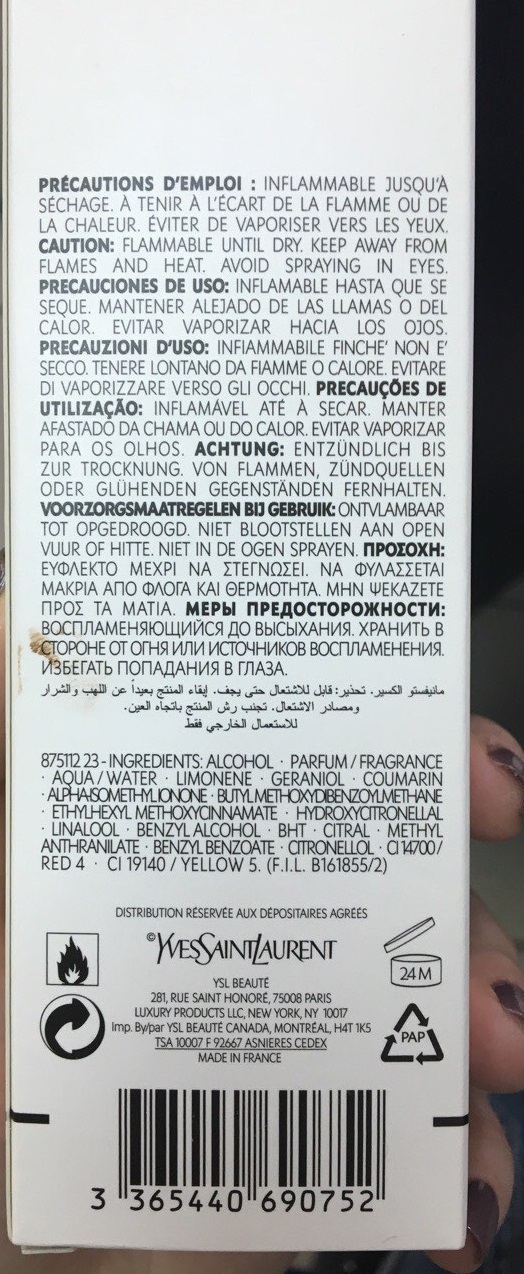 PRÉCAUTIONS D'EMPLOI : INFLAMMABLE JUSQU'À
SÉCHAGE. À TENIR À L'ÉCART DE LA FLAMME OU DE
LA CHALEUR. ÉVITER DE VAPORISER VERS LES YEUX.
CAUTION: FLAMMABLE UNTIL DRY. KEEP AWAY FROM
FLAMES AND HEAT. AVOID SPRAYING IN EYES.
PRECAUCIONES DE USO: INFLAMABLE HASTA QUE SE
SEQUE. MANTENER ALEJADO DE LAS LLAMAS O DEL
CALOR. EVITAR VAPORIZAR HACIA LOS OJOS.
PRECAUZIONI D'USO: INFIAMMABILE FINCHE' NON E'
SECCO. TENERE LONTANO DA FIAMME O CALORE. EVITARE
DI VAPORIZZARE VERSO GLI OCCHI. PRECAUÇÕES DE
UTILIZAÇÃO: INFLAMÁVEL ATÉ À SECAR. MANTER
AFASTADO DA CHAMA OU DO CALOR. EVITAR VAPORIZAR
PARA OS OLHOS. ACHTUNG: ENTZÜNDLICH BIS
ZUR TROCKNUNG. VON FLAMMEN, ZÜNDQUELLEN
ODER GLÜHENDEN GEGENSTÄNDEN FERNHALTEN.
VOORZORGSMAATREGELEN BIJ GEBRUIK: ONTVLAMBAAR
TOT OPGEDROOGD. NIET BLOOTSTELLEN AAN OPEN
VUUR OF HITTE. NIET IN DE OGEN SPRAYEN. ΠΡΟΣΟΧΗ:
ΕΥΦΛΕΚΤΟ ΜΕΧΡΙ ΝΑ ΣΤΕΓΝΩΣΕΙ. ΝΑ ΦΥΛΑΣΣΕΤΑΙ
ΜΑΚΡΙΑ ΑΠΟ ΦΛΟΓΑ ΚΑΙ ΘΕΡΜΟΤΗΤΑ. ΜΗΝ ΨΕΚΑΖΕΤΕ
ΠΡΟΣ ΤΑ ΜΑΤΙΑ. МЕРЫ ПРЕДОСТОРОЖНОСТИ:
ВОСПЛАМЕНЯЮЩИЙСЯ ДО ВЫСЫХАНИЯ. ХРАНИТЬ В
СТОРОНЕ ОТ ОГНЯ ИЛИ ИСТОЧНИКОВ ВОСПЛАМЕНЕНИЯ.
ИЗБЕГАТЬ ПОПАДАНИЯ В ГЛАЗА.
مانيفستو اكسير. تحذير: قابل للاشتعال حتى يجف. إبقاء المنتج بعيداً عن اللهب والشرار
ومصادر الاشتعال. تجنب رش المنتج باتجاه العين.
للاستعمال الخارجي فقط
875112 23 - INGREDIENTS: ALCOHOL · PARFUM / FRAGRANCE
· AQUA / WATER · LIMONENE · GERANIOL · COUMARIN
· ALPHA-ISOMETHYL IONONE · BUTYL METHOXYDIBENZOYLMETHANE
· ETHYLHEXYL METHOXYCINNAMATE · HYDROXYCITRONELLAL
· LINALOOL · BENZYL ALCOHOL · BHT · CITRAL · METHYL
ANTHRANILATE · BENZYL BENZOATE · CITRONELLOL · CI 14700 /
RED 4 · CI 19140 / YELLOW 5. (F.I.L. B161855/2)
DISTRIBUTION RÉSERVÉE AUX DÉPOSITAIRES AGRÉÉS
©YVESSAINTLAURENT
24 M
YSL BEAUTÉ
281, RUE SAINT HONORÉ, 75008 PARIS
LUXURY PRODUCTS LLC, NEW YORK, NY 10017
Imp. By/par YSL BEAUTÉ CANADA, MONTRÉAL, H4T 1K5
TSA 10007 F 92667 ASNIERES CEDEX
MADE IN FRANCE
PAP
3 365440 690752